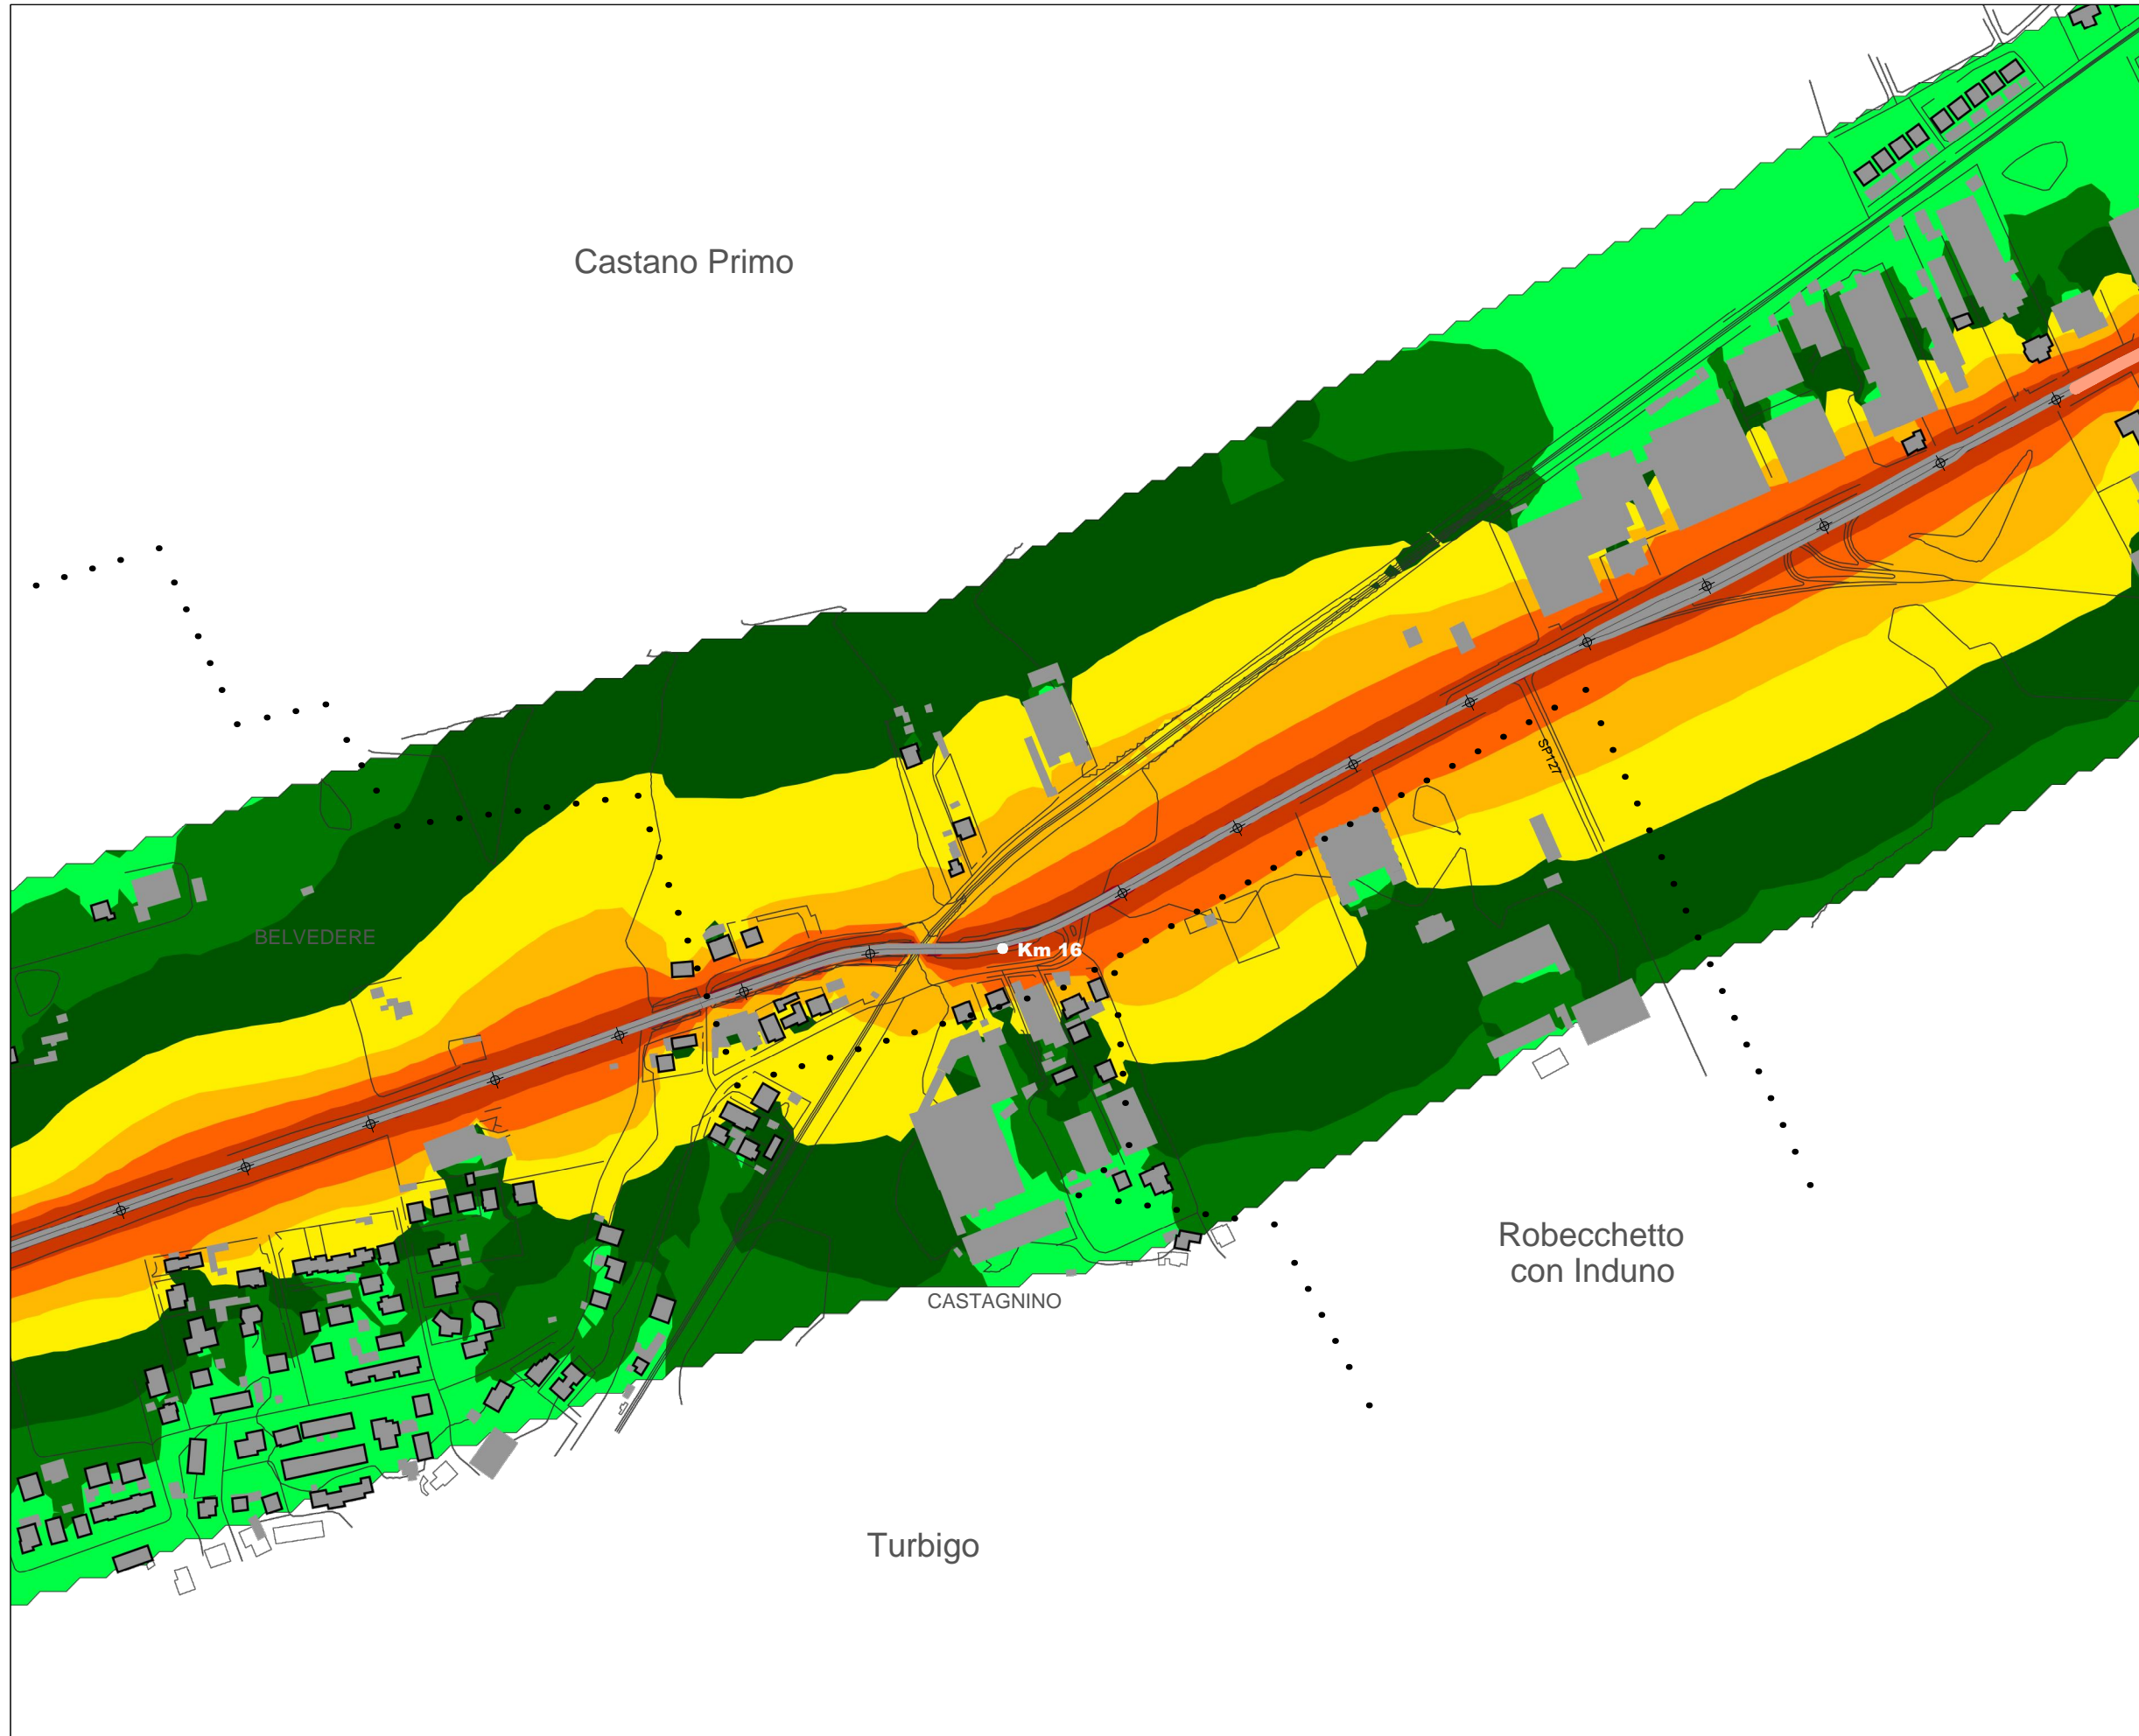 Castano Primo
SP127
BELVEDERE
Km 16
Robecchetto
con Induno
CASTAGNINO
Turbigo